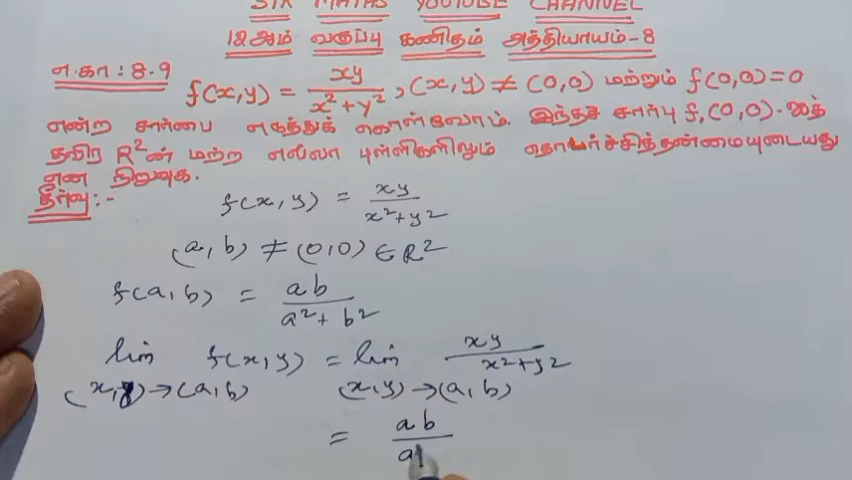 STR MATHS YOUTUBE CHANNEL
12ஆம் வகுப்பு கணிதம் அத்தியாயம்-8
எ.கா : 8.9
f(x,y) = xy / x²+y² , (x,y) ≠ (0,0) மற்றும் f(0,0)=0
என்ற சார்பை எடுத்துக் கொள்வோம். இந்தச் சார்பு f, (0,0)-ஐத்
தவிர R²ன் மற்ற எல்லா புள்ளிகளிலும் தொடர்ச்சித்தன்மையுடையது
என நிறுவுக.
தீர்வு:-
f(x,y) = xy / x²+y²
(a,b) ≠ (0,0) ∈ R²
f(a,b) = ab / a²+b²
lim f(x,y) = lim xy / x²+y²
(x,y)→(a,b) (x,y)→(a,b)
= ab / a